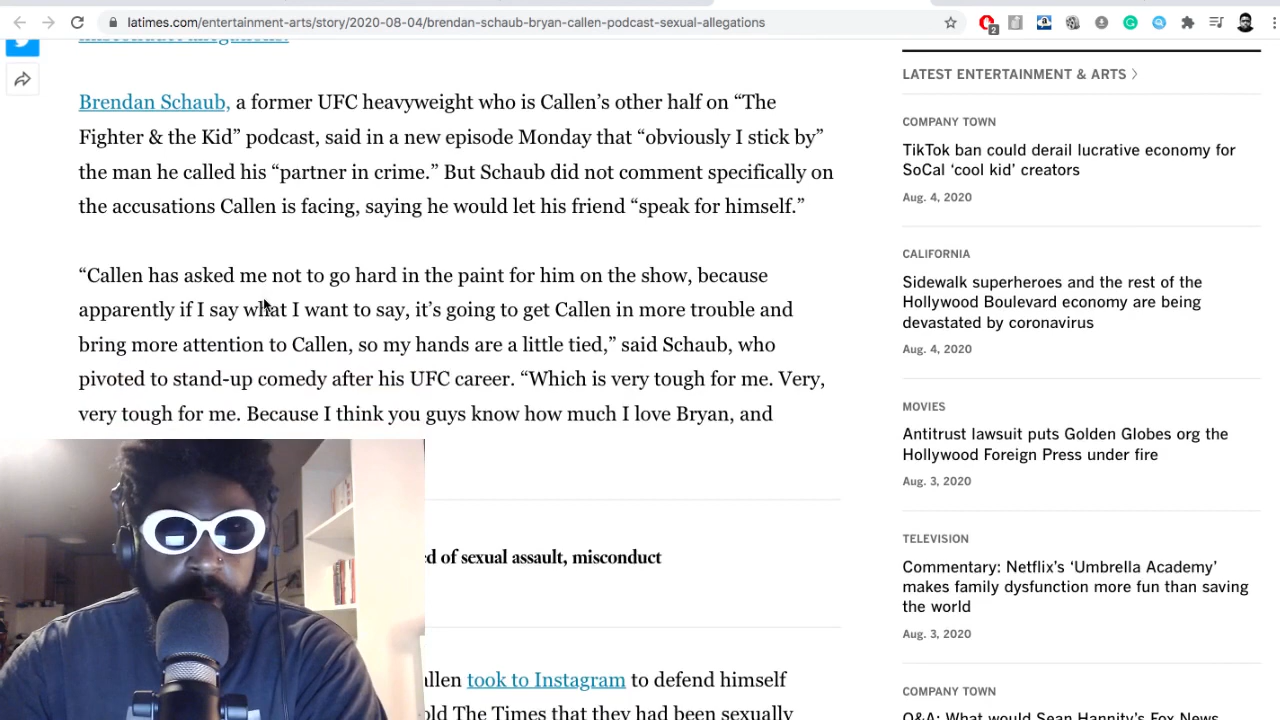 latimes.com/entertainment-arts/story/2020-08-04/brendan-schaub-bryan-callen-podcast-sexual-allegations
misconduct allegations.
Brendan Schaub, a former UFC heavyweight who is Callen’s other half on “The
Fighter & the Kid” podcast, said in a new episode Monday that “obviously I stick by”
the man he called his “partner in crime.” But Schaub did not comment specifically on
the accusations Callen is facing, saying he would let his friend “speak for himself.”
“Callen has asked me not to go hard in the paint for him on the show, because
apparently if I say what I want to say, it’s going to get Callen in more trouble and
bring more attention to Callen, so my hands are a little tied,” said Schaub, who
pivoted to stand-up comedy after his UFC career. “Which is very tough for me. Very,
very tough for me. Because I think you guys know how much I love Bryan, and
ed of sexual assault, misconduct
allen took to Instagram to defend himself
old The Times that they had been sexually
LATEST ENTERTAINMENT & ARTS
COMPANY TOWN
TikTok ban could derail lucrative economy for
SoCal ‘cool kid’ creators
Aug. 4, 2020
CALIFORNIA
Sidewalk superheroes and the rest of the
Hollywood Boulevard economy are being
devastated by coronavirus
Aug. 4, 2020
MOVIES
Antitrust lawsuit puts Golden Globes org the
Hollywood Foreign Press under fire
Aug. 3, 2020
TELEVISION
Commentary: Netflix’s ‘Umbrella Academy’
makes family dysfunction more fun than saving
the world
Aug. 3, 2020
COMPANY TOWN
Q&A: What would Sean Hannity’s Fox News